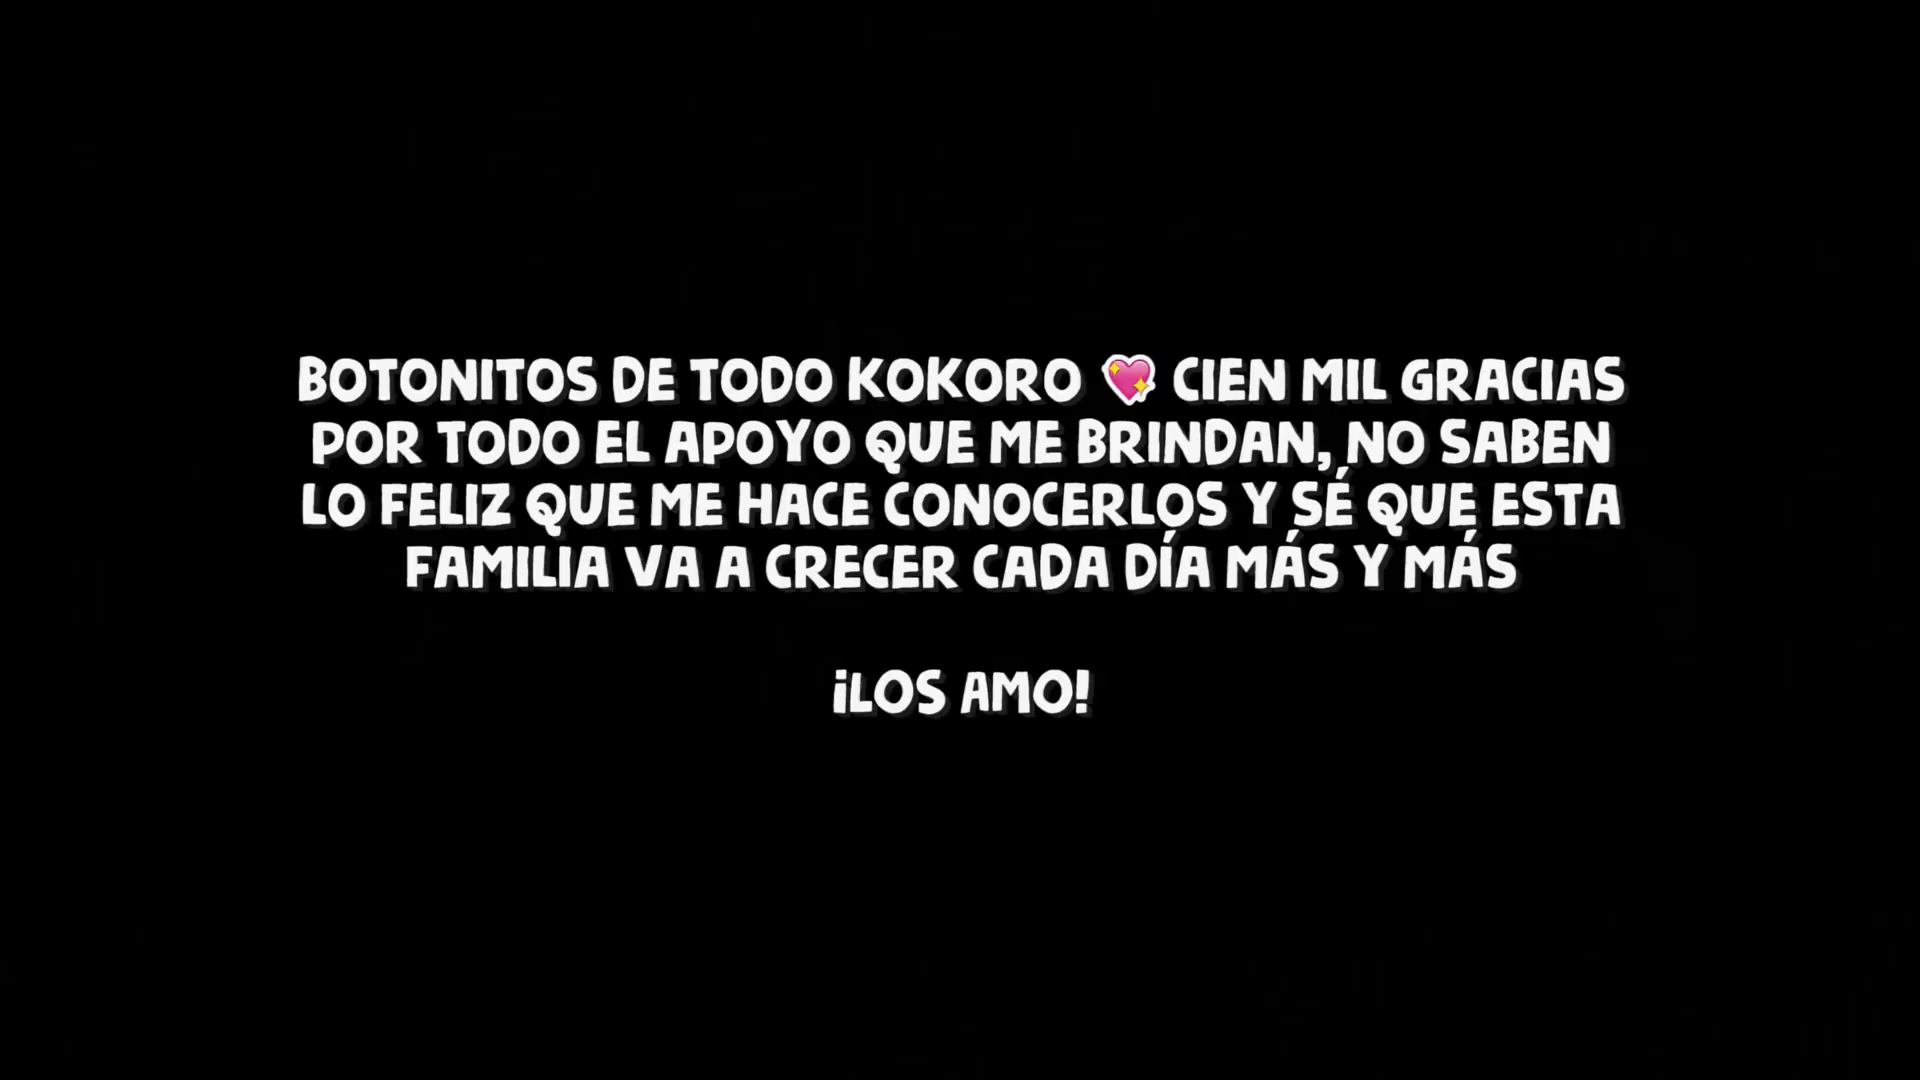 BOTONITOS DE TODO KOKORO 💖 CIEN MIL GRACIAS
POR TODO EL APOYO QUE ME BRINDAN, NO SABEN
LO FELIZ QUE ME HACE CONOCERLOS Y SÉ QUE ESTA
FAMILIA VA A CRECER CADA DÍA MÁS Y MÁS
¡LOS AMO!